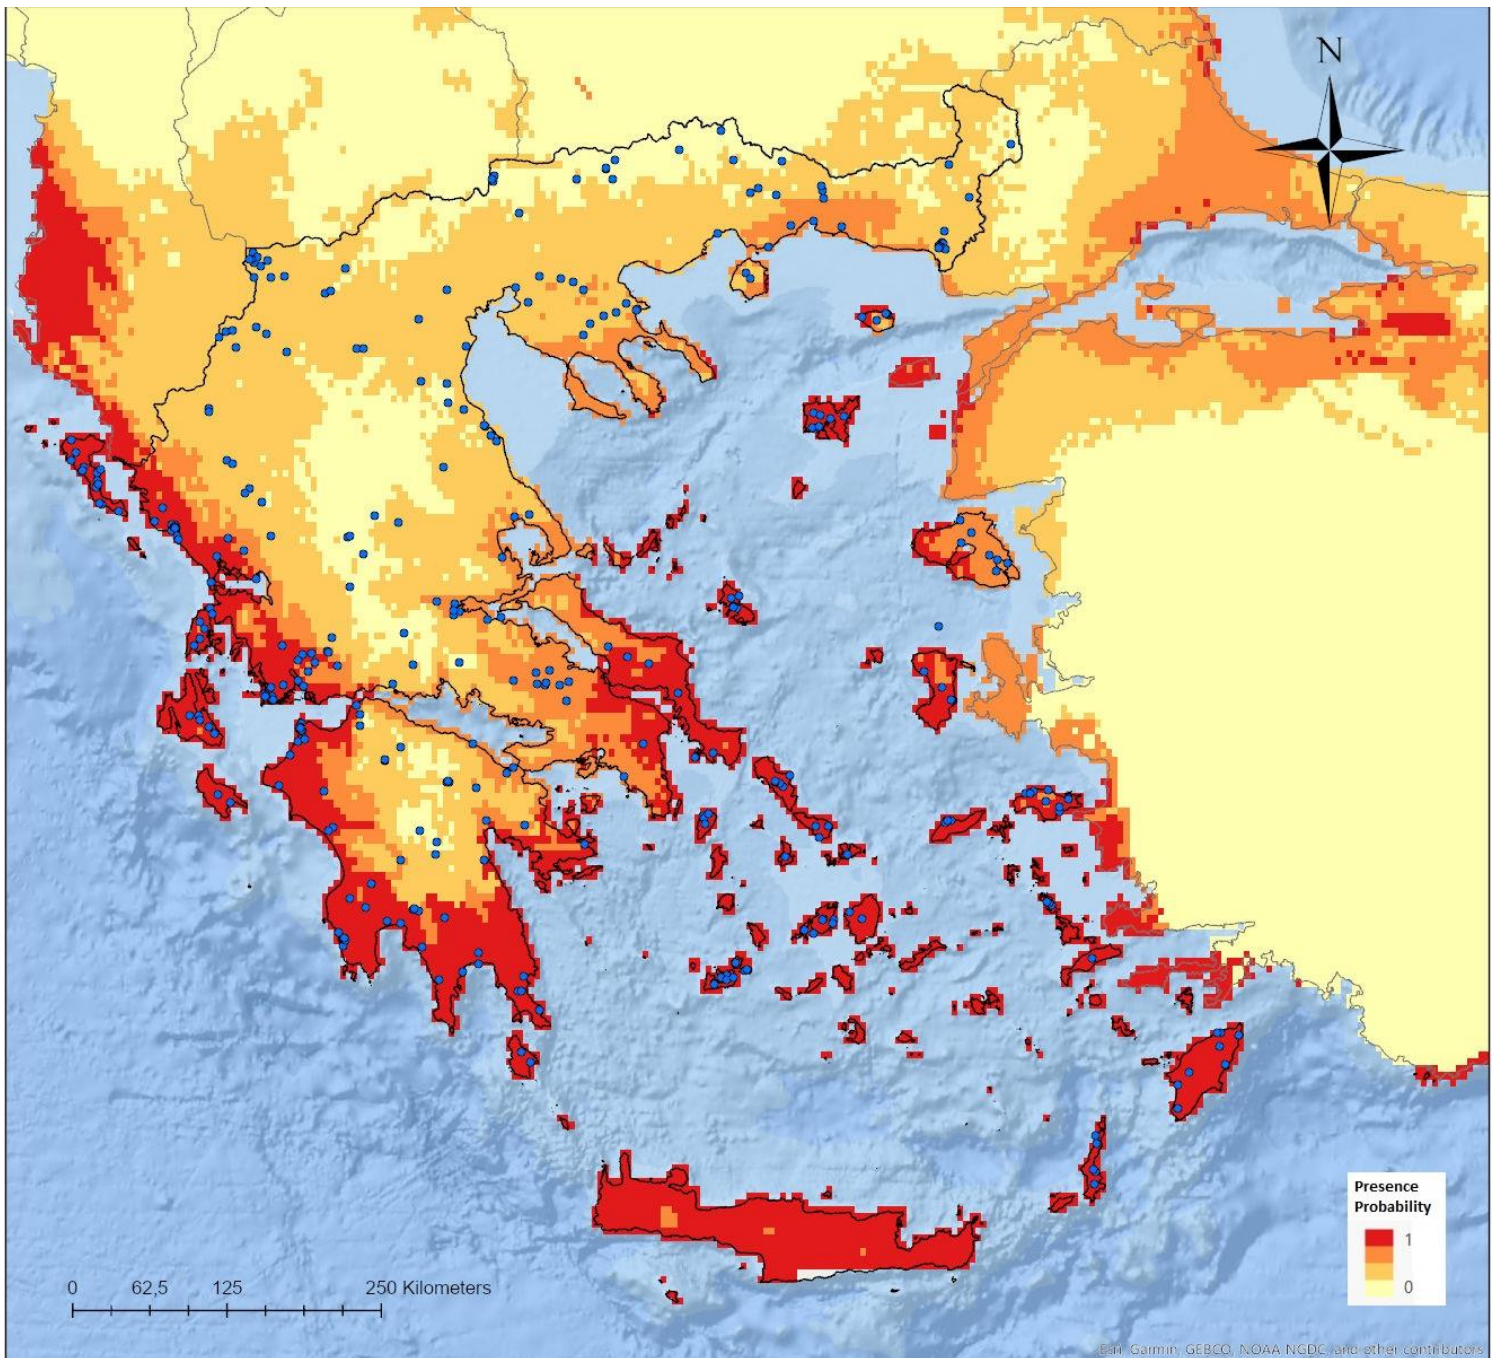 N
Presence
Probability
1
0
0 62,5 125 250 Kilometers
Esri, Garmin, GEBCO, NOAA NGDC, and other contributors